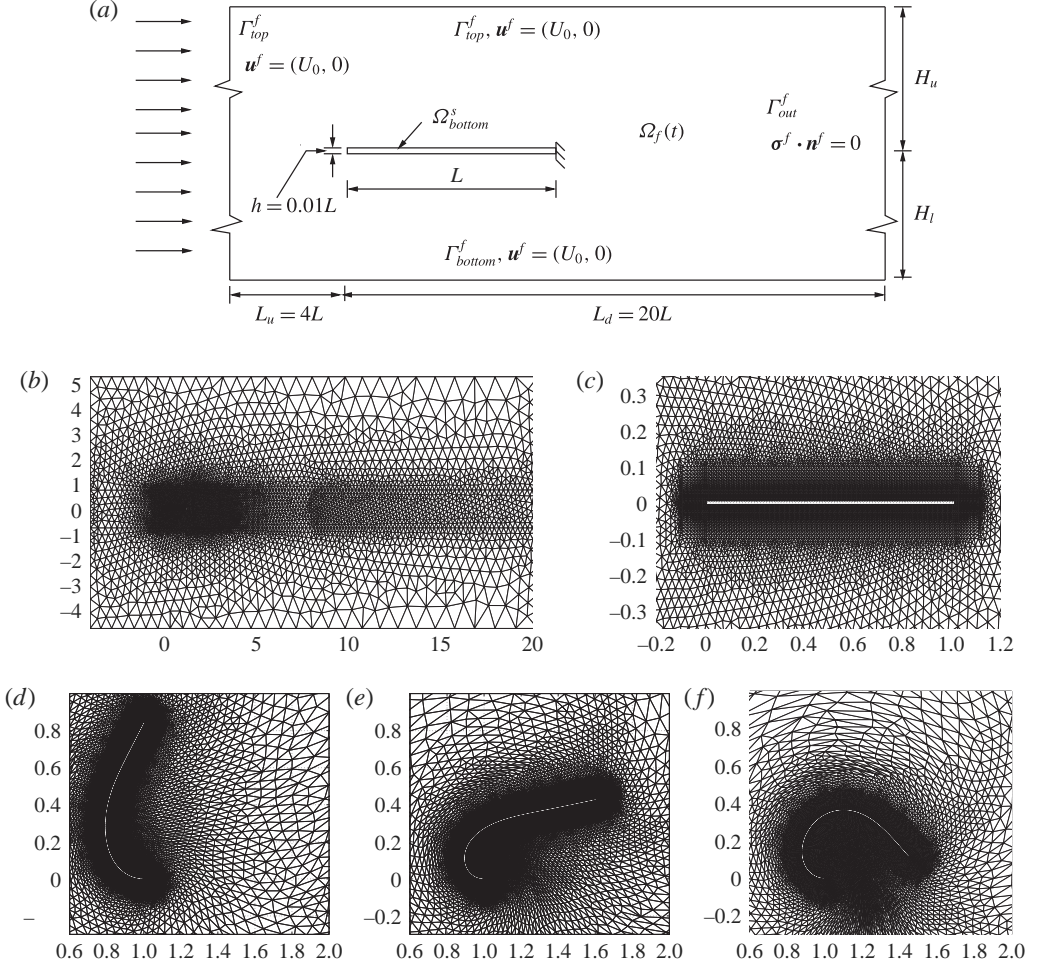 (a)
Γ^f_top
Γ^f_top, u^f = (U_0, 0)
u^f = (U_0, 0)
H_u
Γ^f_out
Ω^s_bottom
Ω_f(t)
σ^f · n^f = 0
L
h = 0.01L
H_l
Γ^f_bottom, u^f = (U_0, 0)
L_u = 4L
L_d = 20L
(b)
5
4
3
2
1
0
–1
–2
–3
–4
0 5 10 15 20
(c)
0.3
0.2
0.1
0
–0.1
–0.2
–0.3
–0.2 0 0.2 0.4 0.6 0.8 1.0 1.2
(d)
0.8
0.6
0.4
0.2
0
–
0.6 0.8 1.0 1.2 1.4 1.6 1.8 2.0
(e)
0.8
0.6
0.4
0.2
0
–0.2
0.6 0.8 1.0 1.2 1.4 1.6 1.8 2.0
(f)
0.8
0.6
0.4
0.2
0
–0.2
0.6 0.8 1.0 1.2 1.4 1.6 1.8 2.0